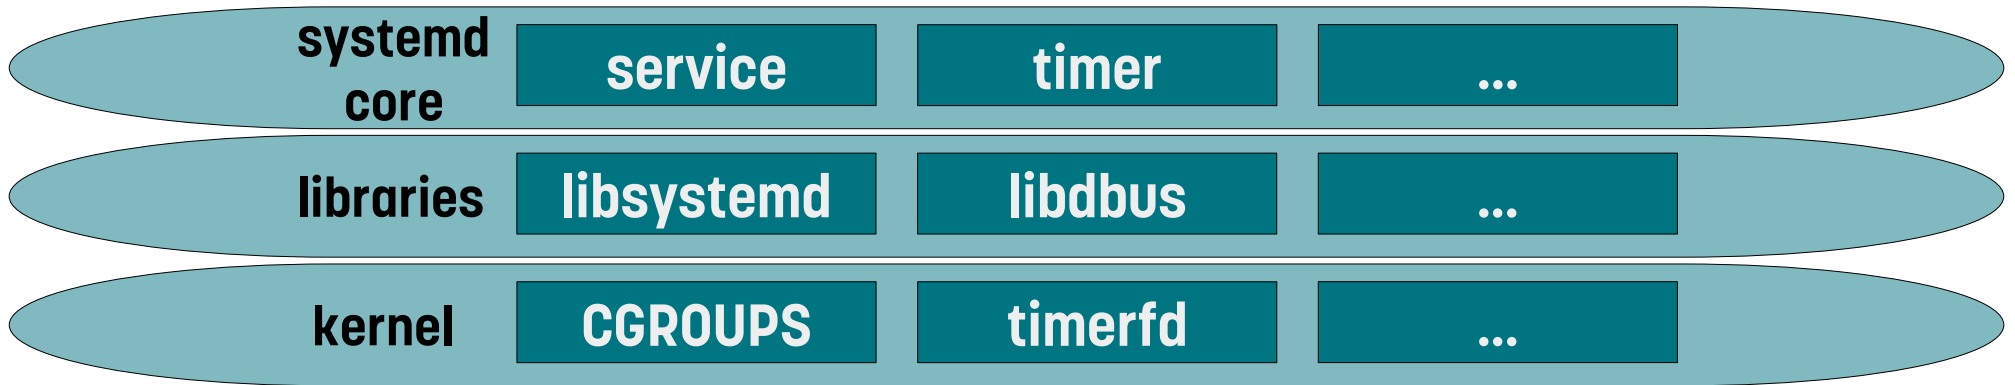 systemd
core
service
timer
...
libraries
libsystemd
libdbus
...
kernel
CGROUPS
timerfd
...